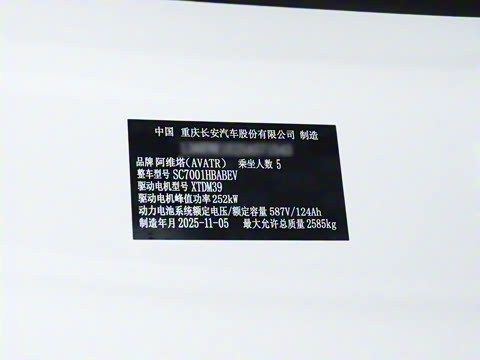 中国 重庆长安汽车股份有限公司 制造
品牌 阿维塔(AVATR) 乘坐人数 5
整车型号 SC7001HBABEV
驱动电机型号 XTDM39
驱动电机峰值功率 252kW
动力电池系统额定电压/额定容量 587V/124Ah
制造年月 2025-11-05 最大允许总质量 2585kg